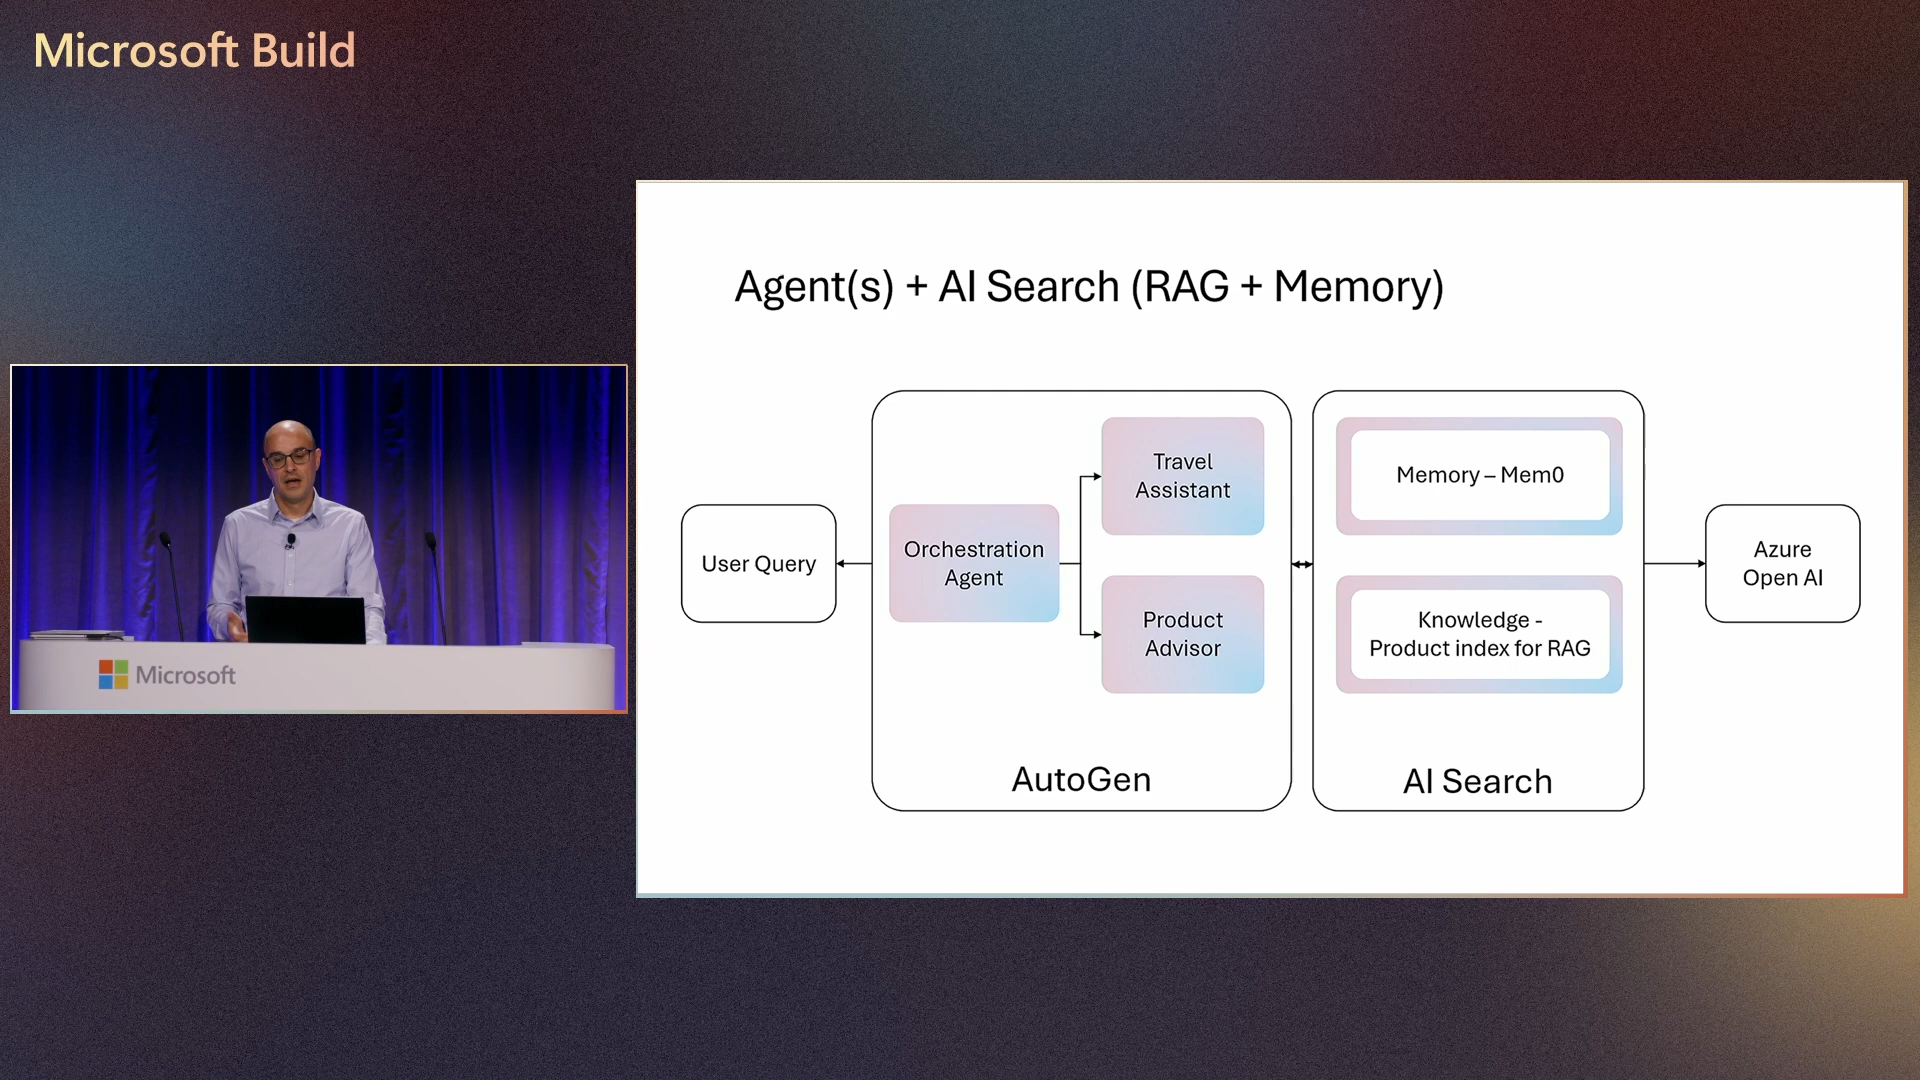 Microsoft Build
Agent(s) + AI Search (RAG + Memory)
User Query
Orchestration
Agent
Travel
Assistant
Product
Advisor
AutoGen
Memory – Mem0
Knowledge -
Product index for RAG
AI Search
Azure
Open AI
Microsoft